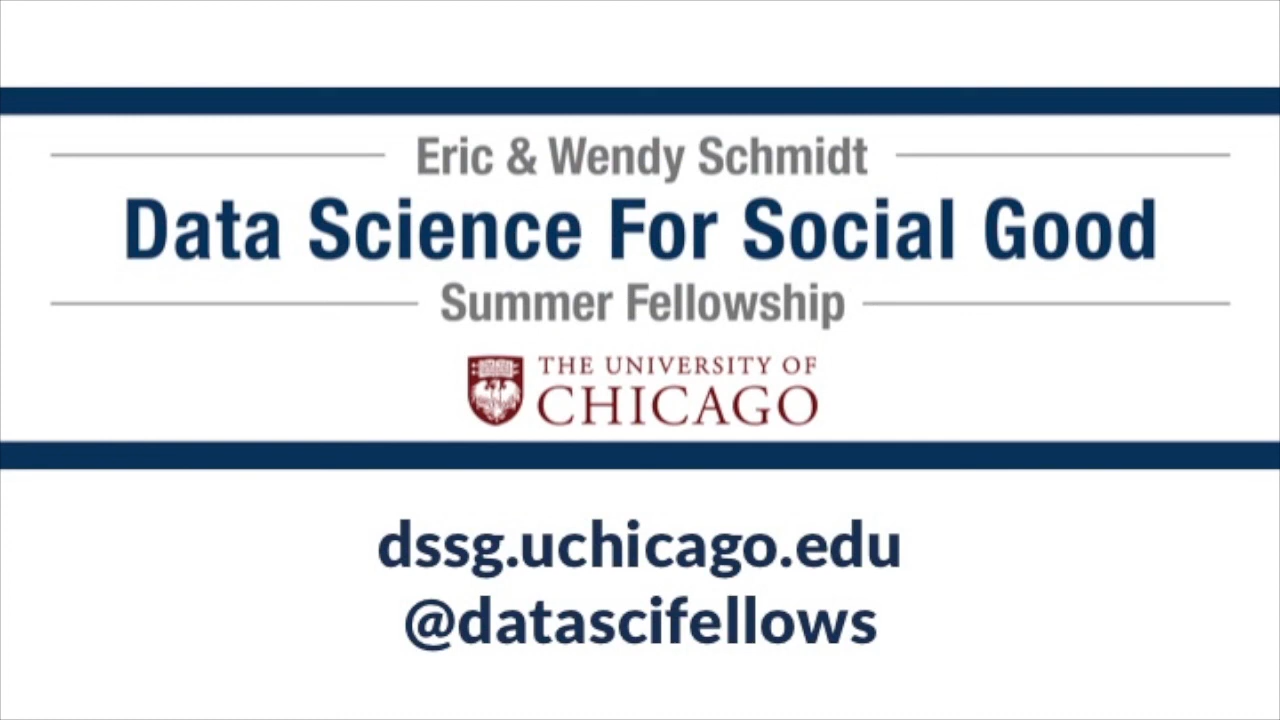 Eric & Wendy Schmidt
Data Science For Social Good
Summer Fellowship
THE UNIVERSITY OF
CHICAGO
dssg.uchicago.edu
@datascifellows